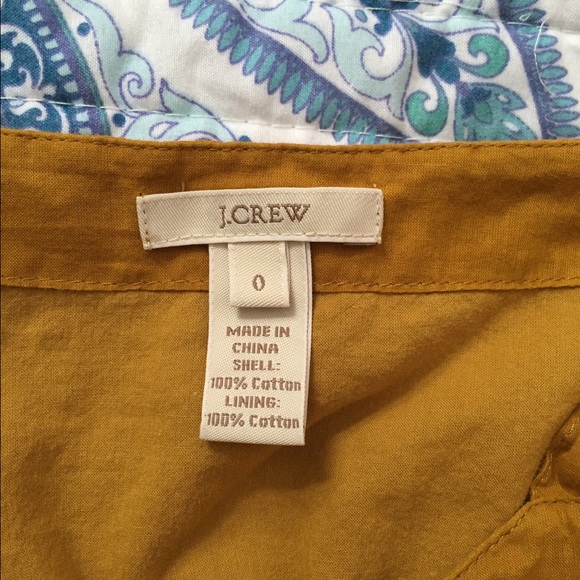 J.CREW
0
MADE IN
CHINA
SHELL:
100% Cotton
LINING:
100% Cotton